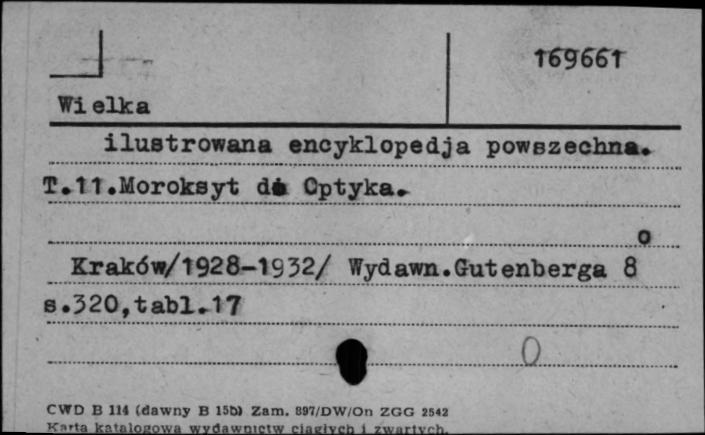 169661
Wielka
ilustrowana encyklopedja powszechna.
T.11.Moroksyt do Optyka.
Kraków/1928-1932/ Wydawn.Gutenberga 8o
s.320,tabl.17
0
CWD B 114 (dawny B 15b) Zam. 897/DW/On ZGG 2542
Karta katalogowa wydawnictw ciągłych i zwartych.